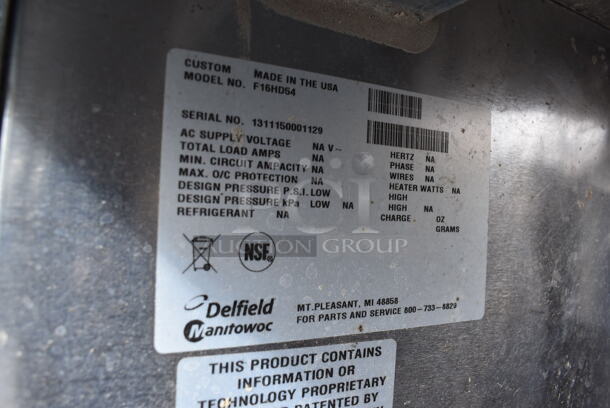 CUSTOM MADE IN THE USA
MODEL NO. F16HD54
SERIAL NO. 1311150001129
AC SUPPLY VOLTAGE NA V~
TOTAL LOAD AMPS NA HERTZ NA
MIN. CIRCUIT AMPACITY NA PHASE NA
MAX. O/C PROTECTION NA WIRES NA
DESIGN PRESSURE P.S.I. LOW HEATER WATTS NA
DESIGN PRESSURE kPa LOW NA HIGH
REFRIGERANT NA HIGH NA
CHARGE . OZ
GRAMS
AUCTION GROUP
NSF
Delfield
Manitowoc
MT. PLEASANT, MI 48858
FOR PARTS AND SERVICE 800-733-8829
THIS PRODUCT CONTAINS
INFORMATION OR
TECHNOLOGY PROPRIETARY
PATENTED BY